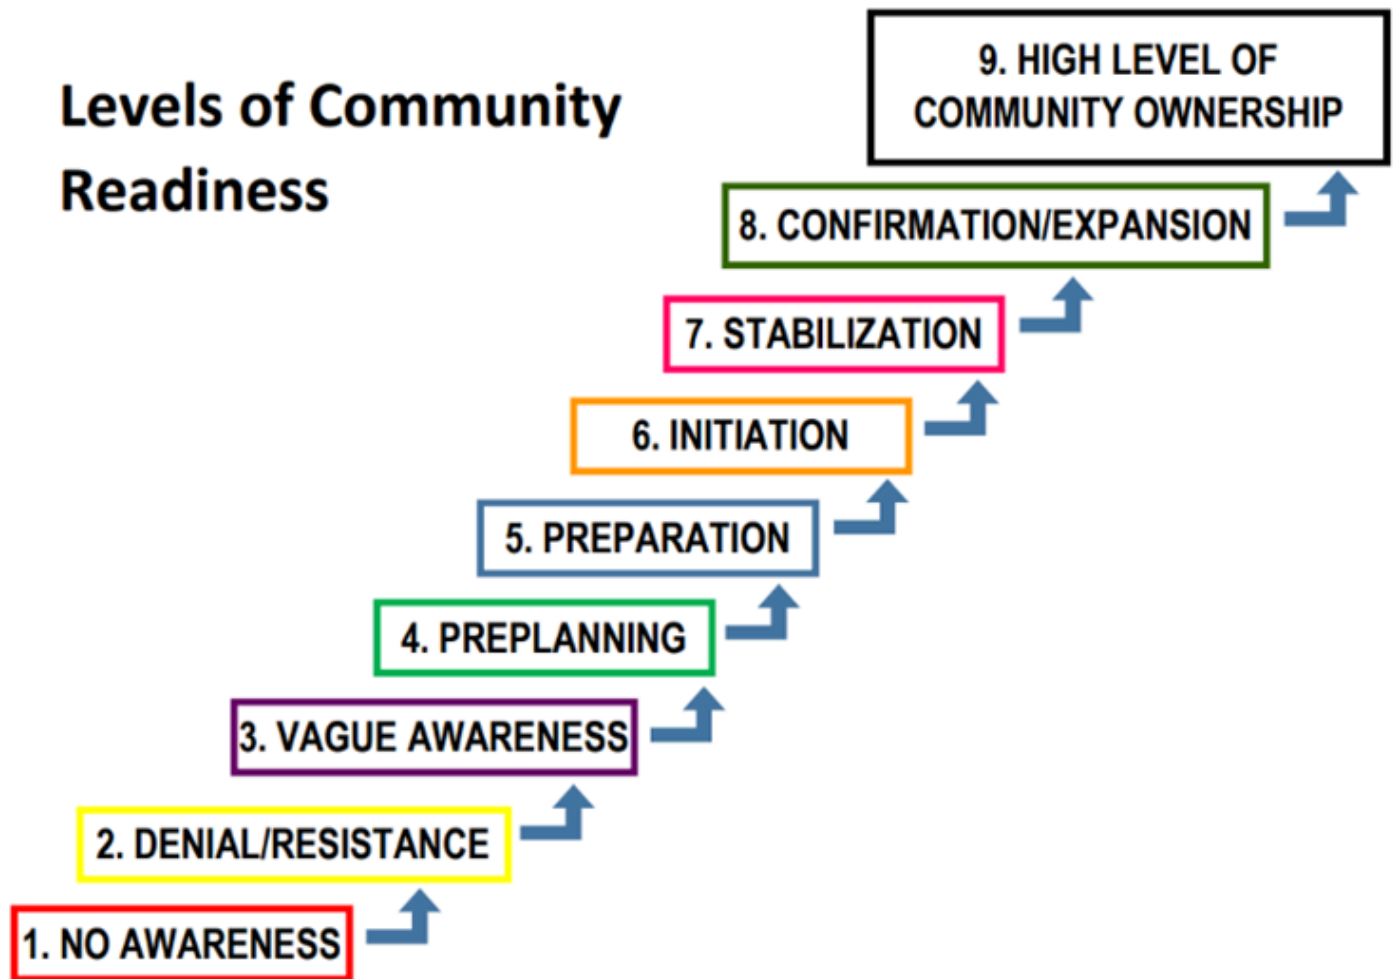 Levels of Community
Readiness
9. HIGH LEVEL OF
COMMUNITY OWNERSHIP
8. CONFIRMATION/EXPANSION
7. STABILIZATION
6. INITIATION
5. PREPARATION
4. PREPLANNING
3. VAGUE AWARENESS
2. DENIAL/RESISTANCE
1. NO AWARENESS